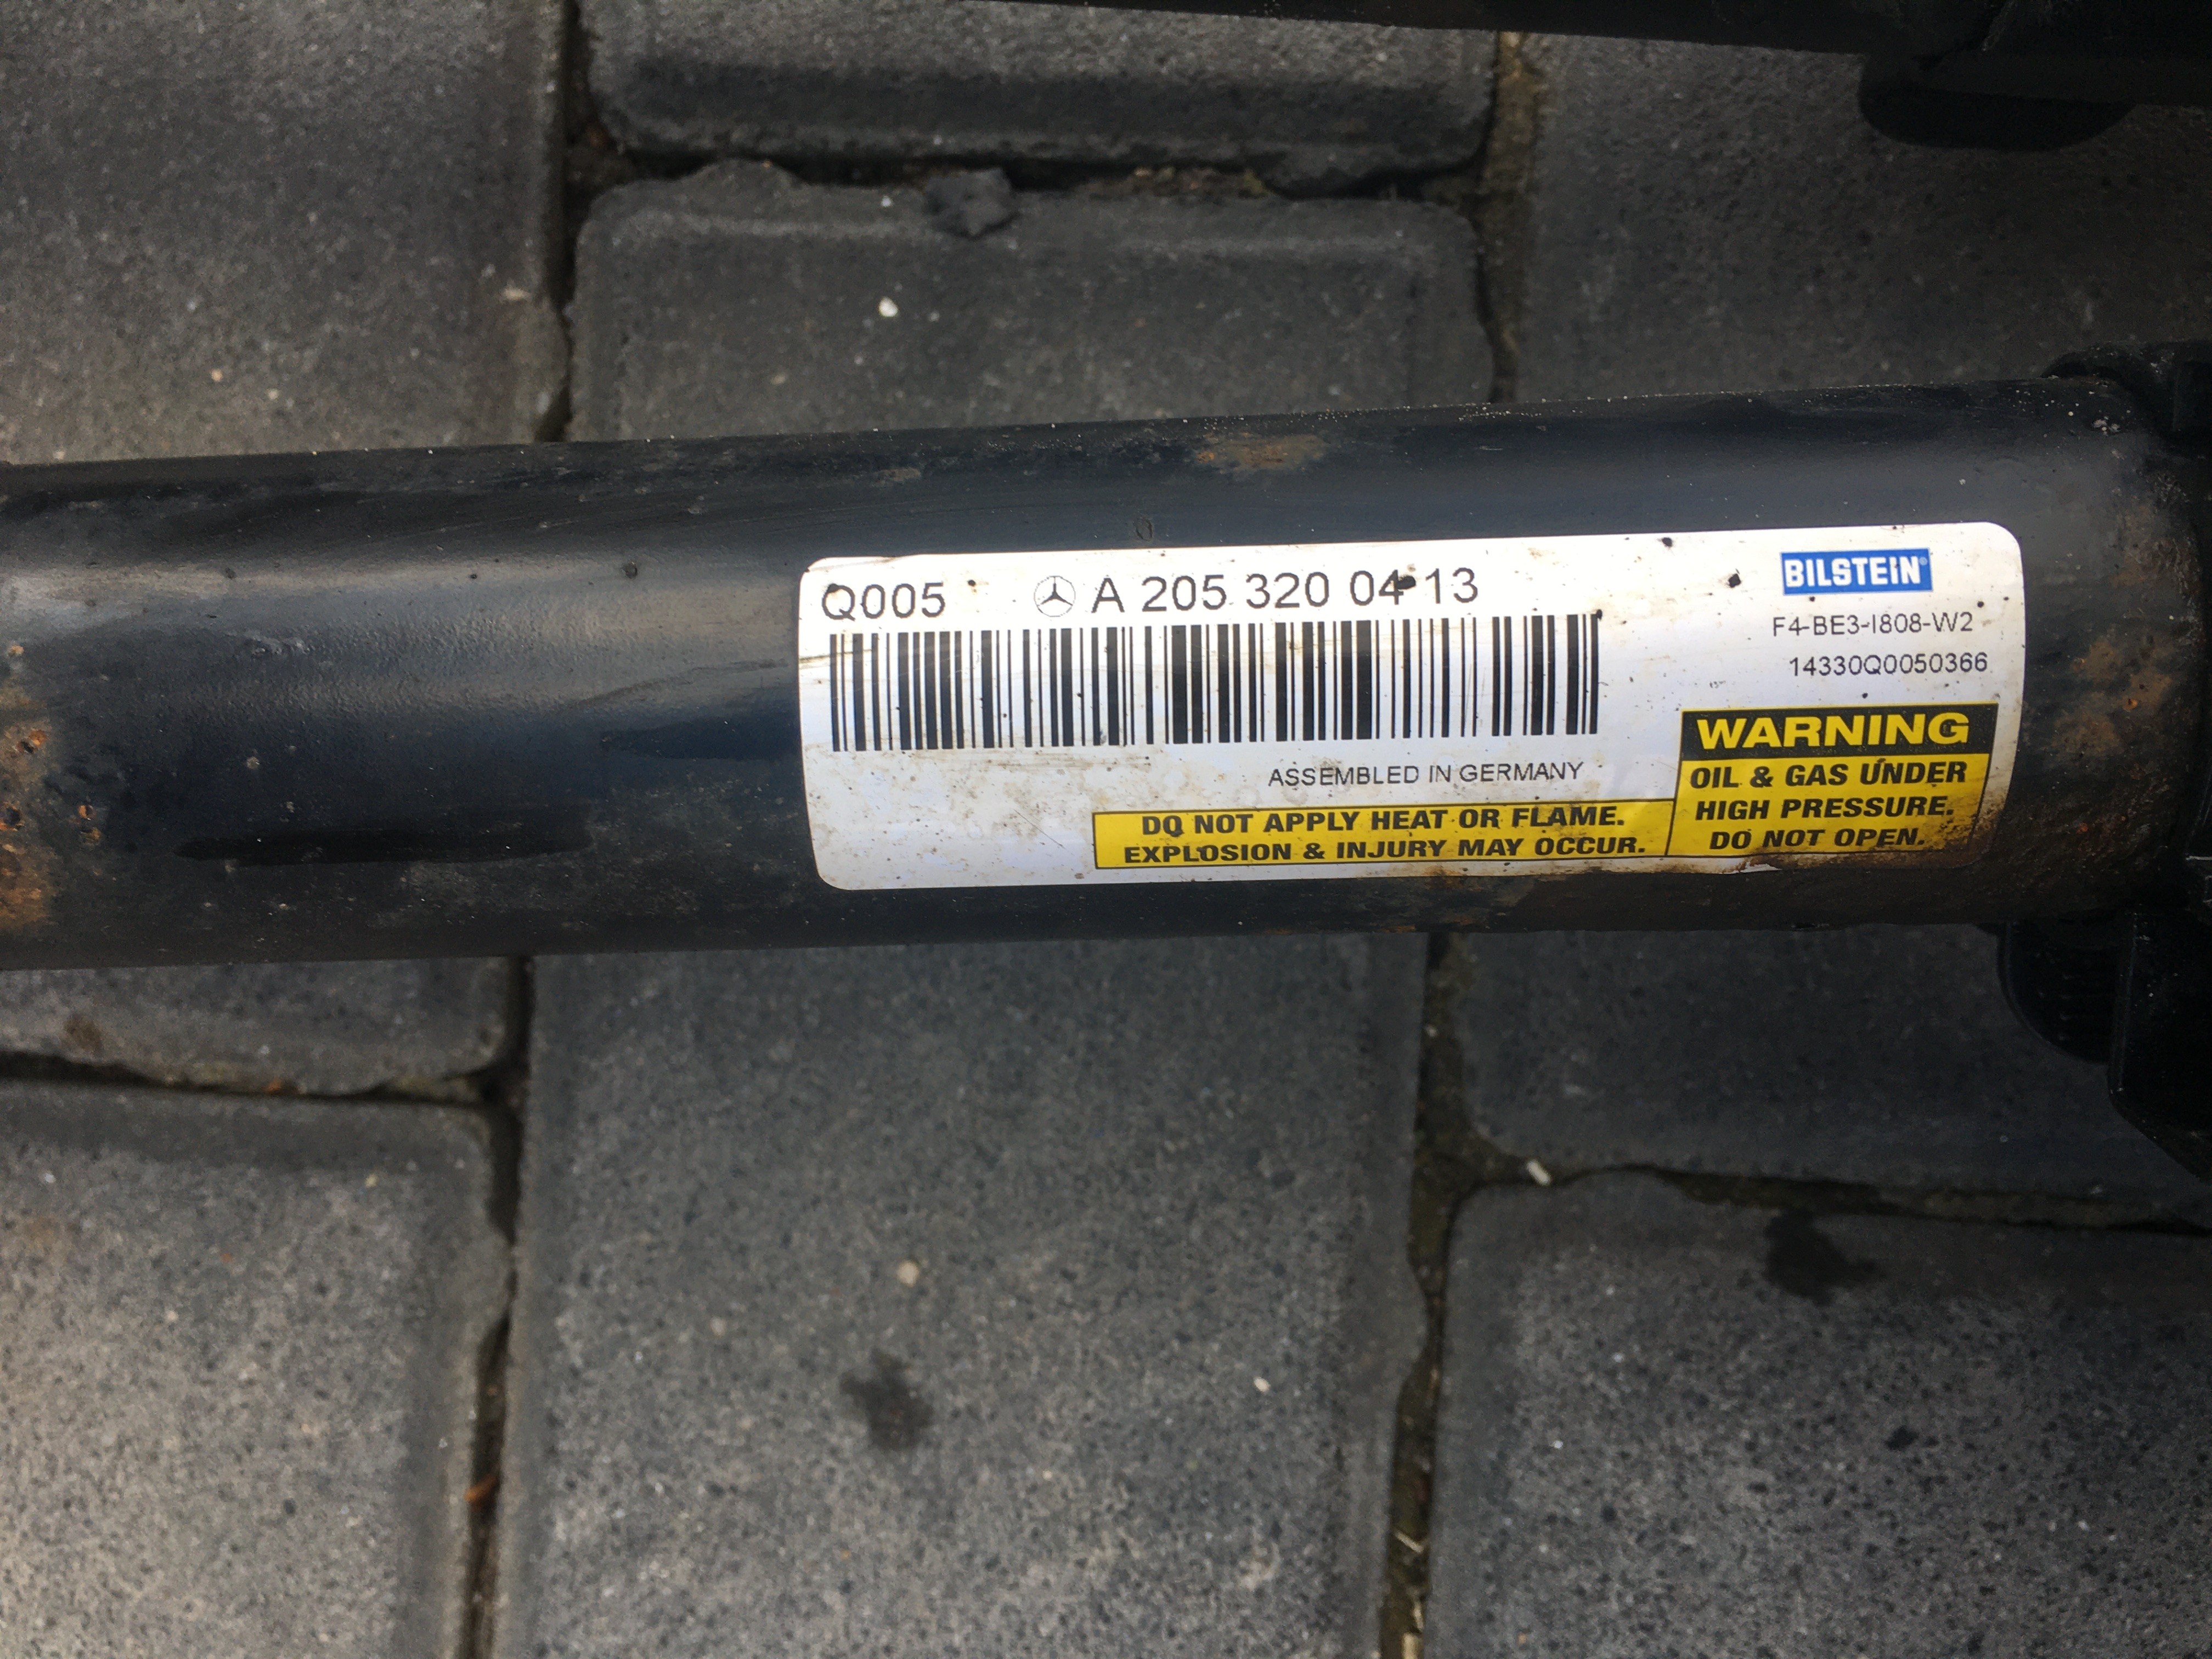 Q005 A 205 320 04 13
BILSTEIN®
F4-BE3-I808-W2
14330Q0050366
ASSEMBLED IN GERMANY
DO NOT APPLY HEAT OR FLAME.
EXPLOSION & INJURY MAY OCCUR.
WARNING
OIL & GAS UNDER
HIGH PRESSURE.
DO NOT OPEN.